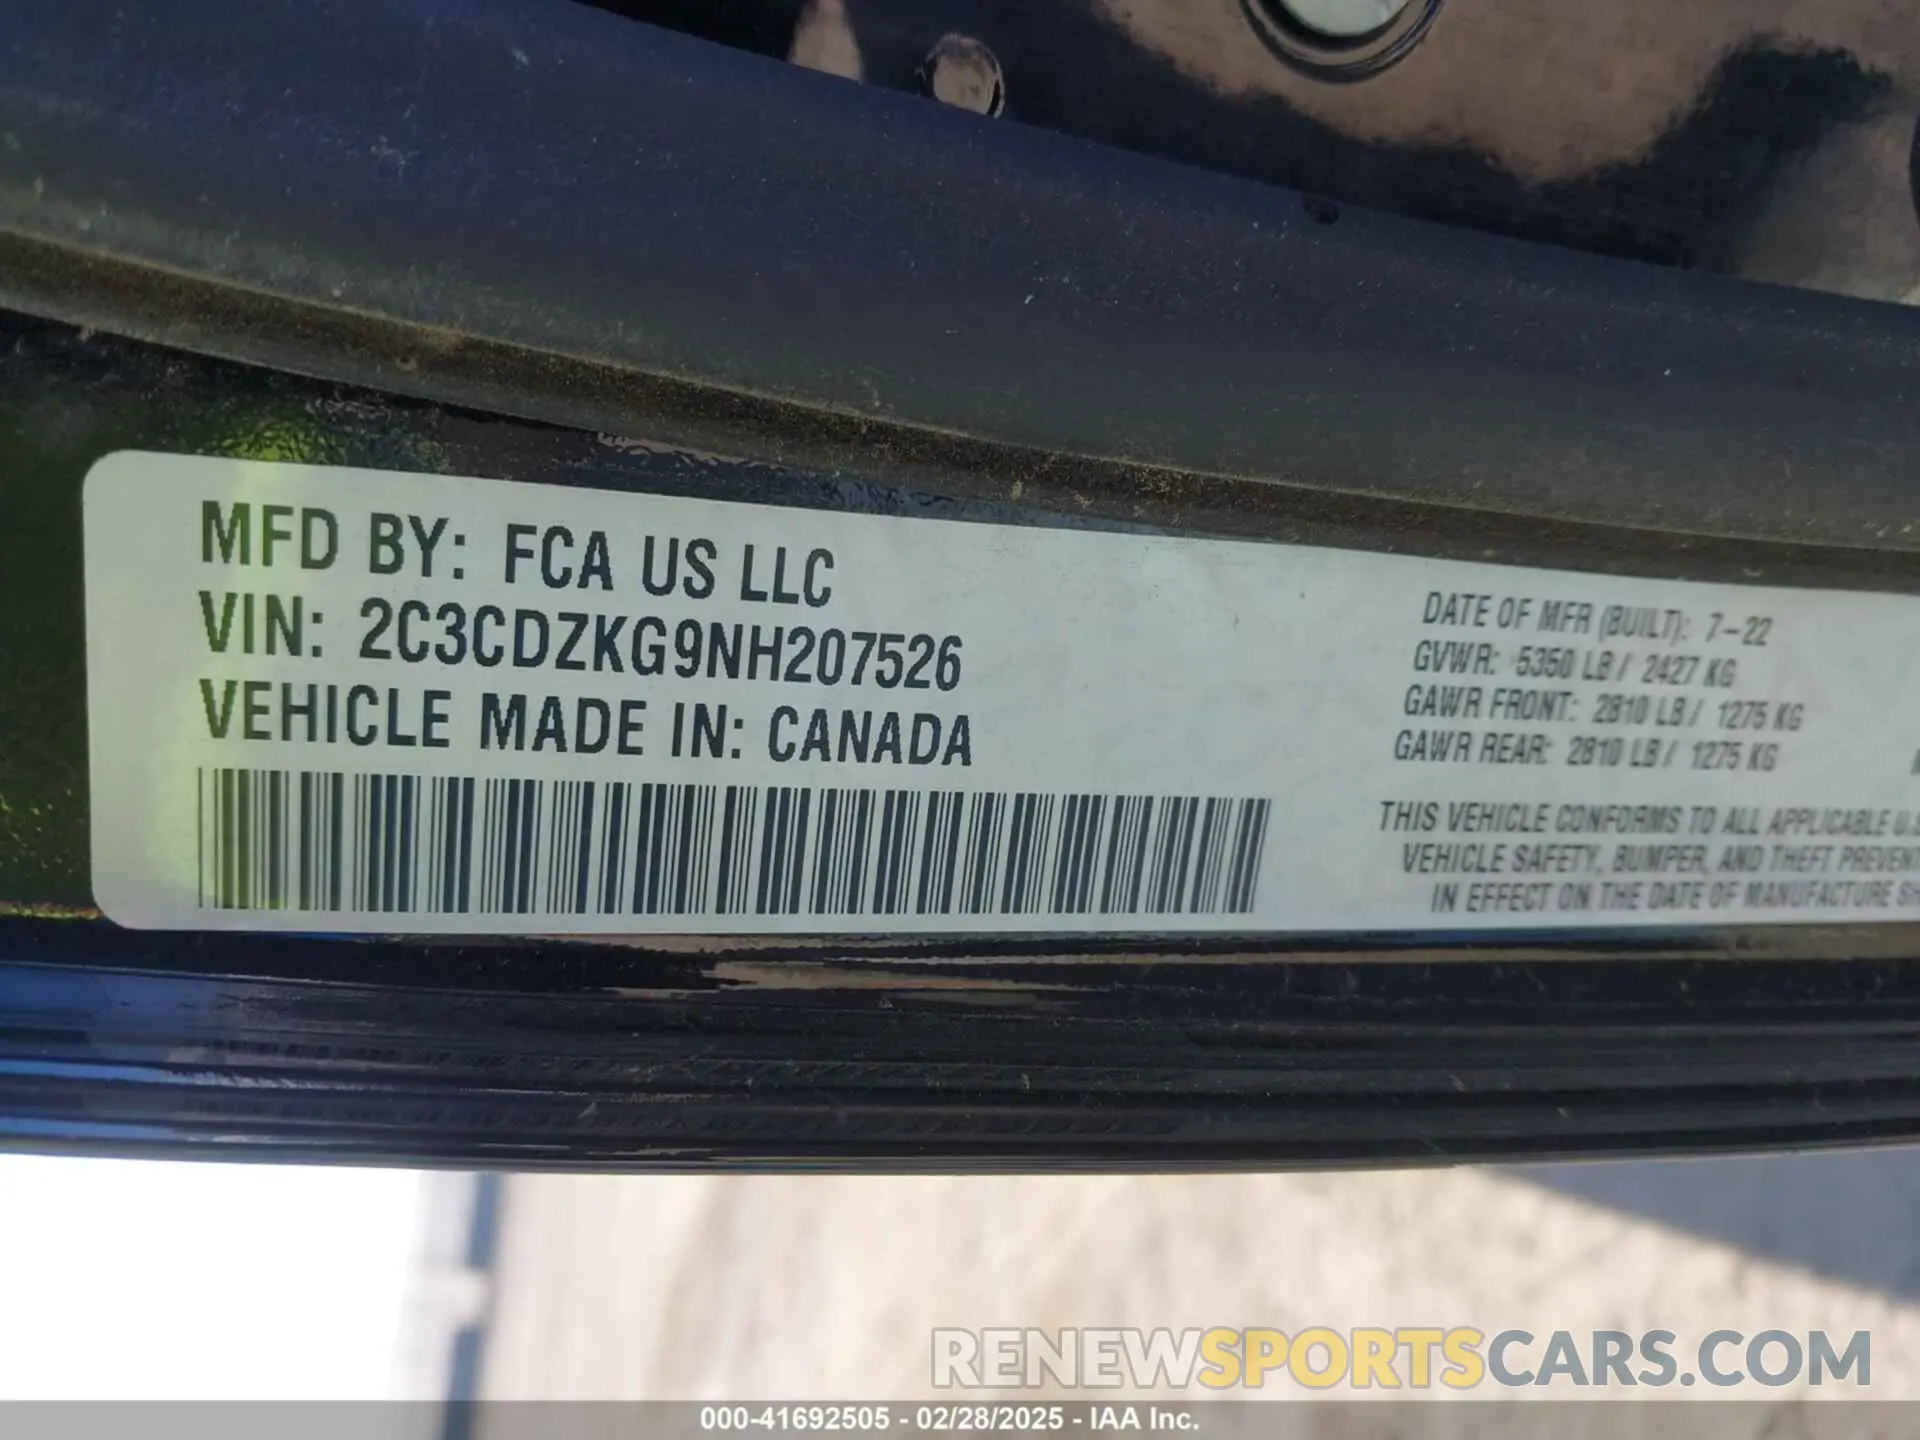 MFD BY: FCA US LLC
VIN: 2C3CDZKG9NH207526
VEHICLE MADE IN: CANADA
DATE OF MFR (BUILT): 7-22
GVWR: 5350 LB / 2427 KG
GAWR FRONT: 2810 LB / 1275 KG
GAWR REAR: 2810 LB / 1275 KG
THIS VEHICLE CONFORMS TO ALL APPLICABLE U.S
VEHICLE SAFETY, BUMPER, AND THEFT PREVENT
IN EFFECT ON THE DATE OF MANUFACTURE SH
RENEWSPORTSCARS.COM
000-41692505 - 02/28/2025 - IAA Inc.